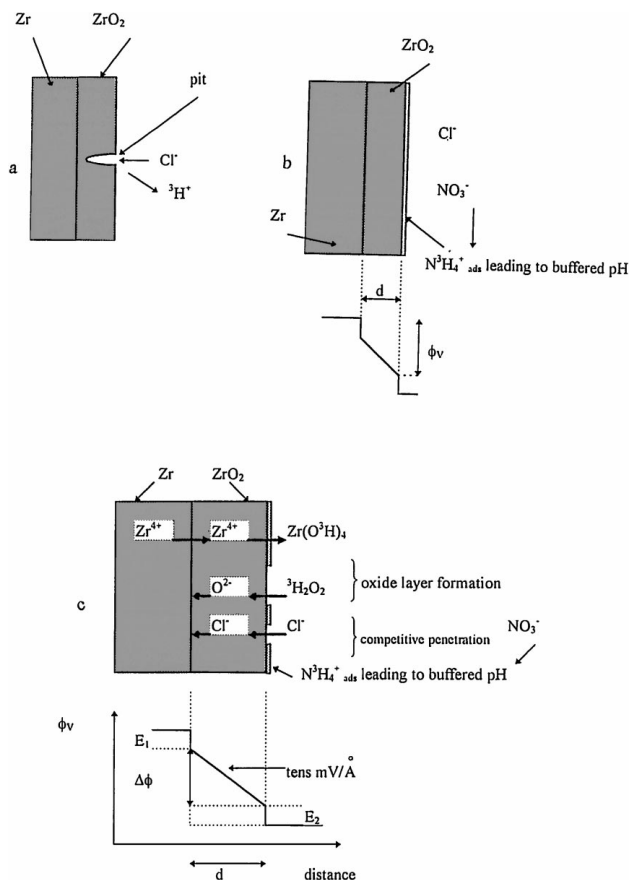 Zr ZrO₂
pit
a
Cl⁻
³H⁺
ZrO₂
Cl⁻
b
NO₃⁻
Zr
N³H₄⁺ ads leading to buffered pH
d
ϕv
Zr ZrO₂
Zr⁴⁺ Zr⁴⁺ Zr(O³H)₄
O²⁻ ³H₂O₂ oxide layer formation
c
Cl⁻ Cl⁻ competitive penetration NO₃⁻
N³H₄⁺ ads leading to buffered pH
ϕv
E₁
Δϕ
tens mV/Å
E₂
d
distance